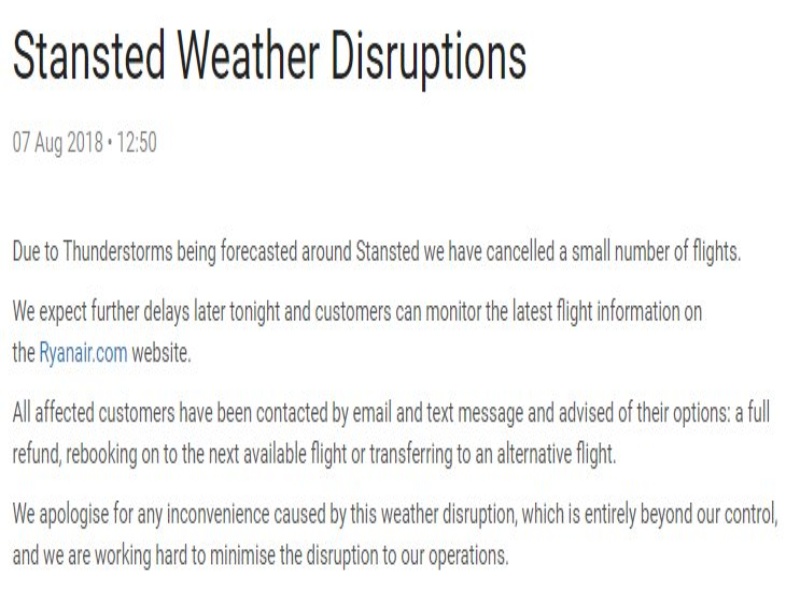 Stansted Weather Disruptions
07 Aug 2018 • 12:50
Due to Thunderstorms being forecasted around Stansted we have cancelled a small number of flights.
We expect further delays later tonight and customers can monitor the latest flight information on
the Ryanair.com website.
All affected customers have been contacted by email and text message and advised of their options: a full
refund, rebooking on to the next available flight or transferring to an alternative flight.
We apologise for any inconvenience caused by this weather disruption, which is entirely beyond our control,
and we are working hard to minimise the disruption to our operations.